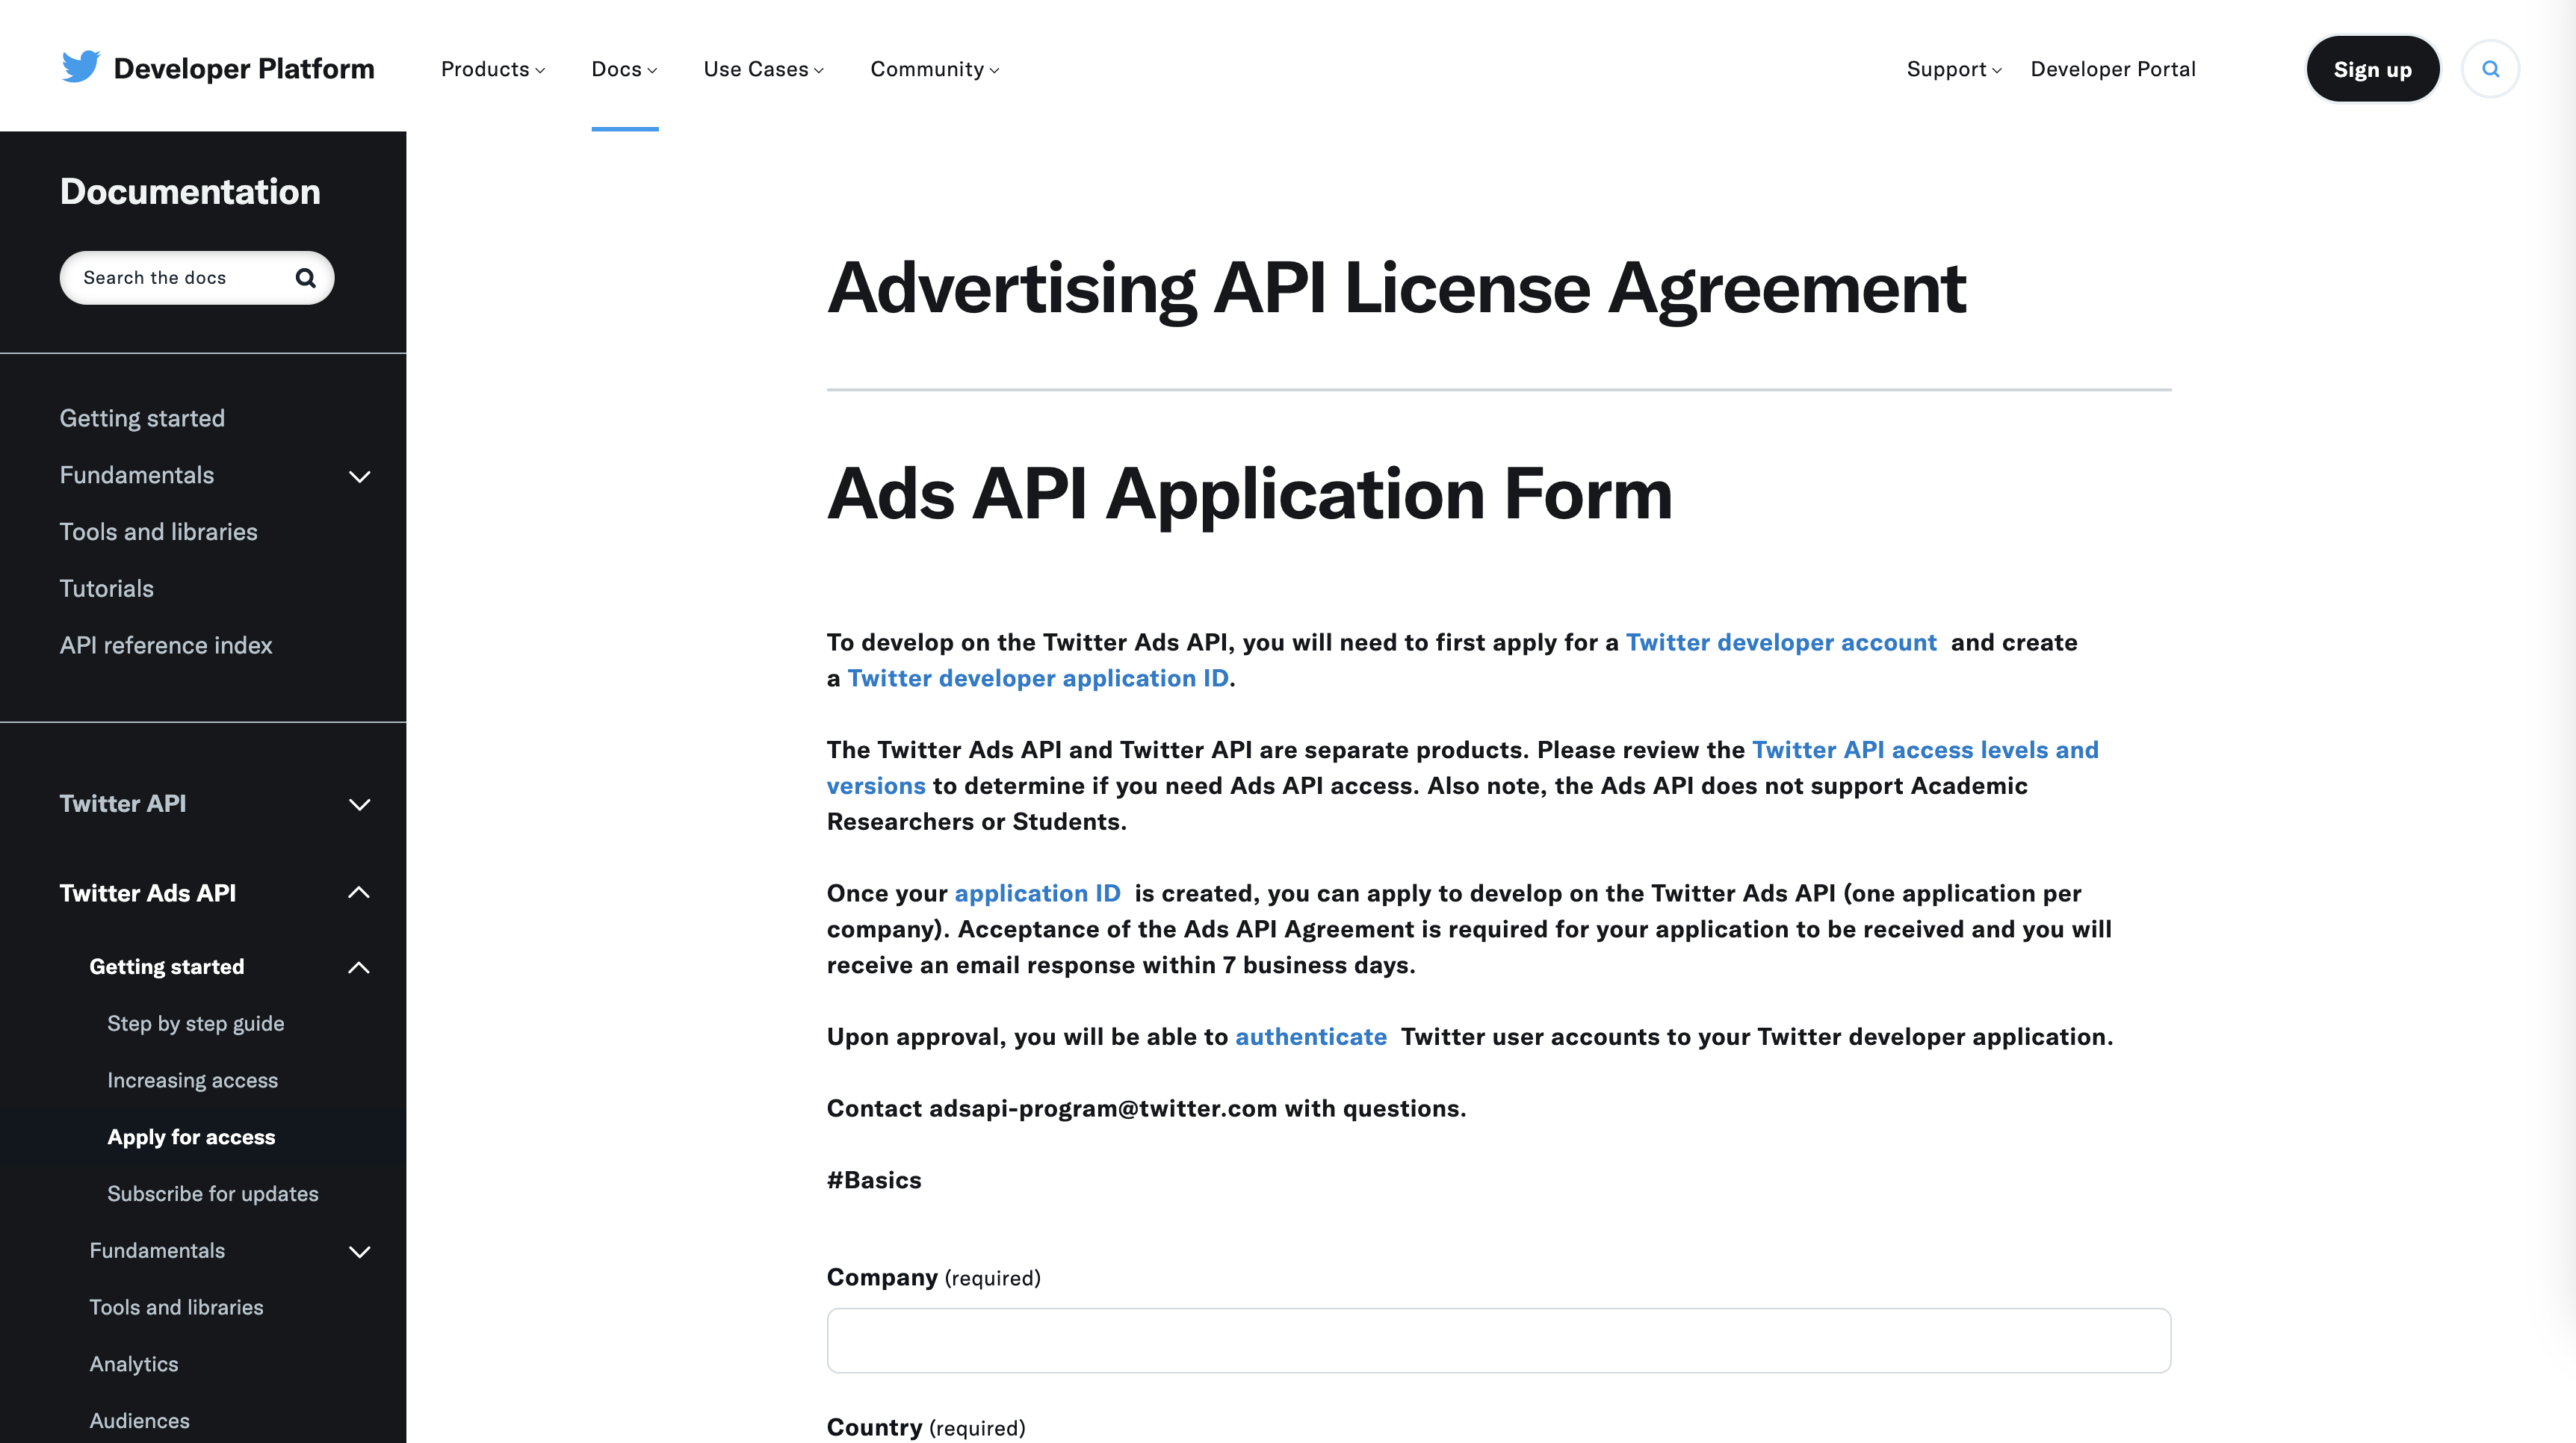 Developer Platform
Products
Docs
Use Cases
Community
Support
Developer Portal
Sign up
Documentation
Search the docs
Getting started
Fundamentals
Tools and libraries
Tutorials
API reference index
Twitter API
Twitter Ads API
Getting started
Step by step guide
Increasing access
Apply for access
Subscribe for updates
Fundamentals
Tools and libraries
Analytics
Audiences
Advertising API License Agreement
Ads API Application Form
To develop on the Twitter Ads API, you will need to first apply for a Twitter developer account and create
a Twitter developer application ID.
The Twitter Ads API and Twitter API are separate products. Please review the Twitter API access levels and
versions to determine if you need Ads API access. Also note, the Ads API does not support Academic
Researchers or Students.
Once your application ID is created, you can apply to develop on the Twitter Ads API (one application per
company). Acceptance of the Ads API Agreement is required for your application to be received and you will
receive an email response within 7 business days.
Upon approval, you will be able to authenticate Twitter user accounts to your Twitter developer application.
Contact adsapi-program@twitter.com with questions.
#Basics
Company (required)
Country (required)